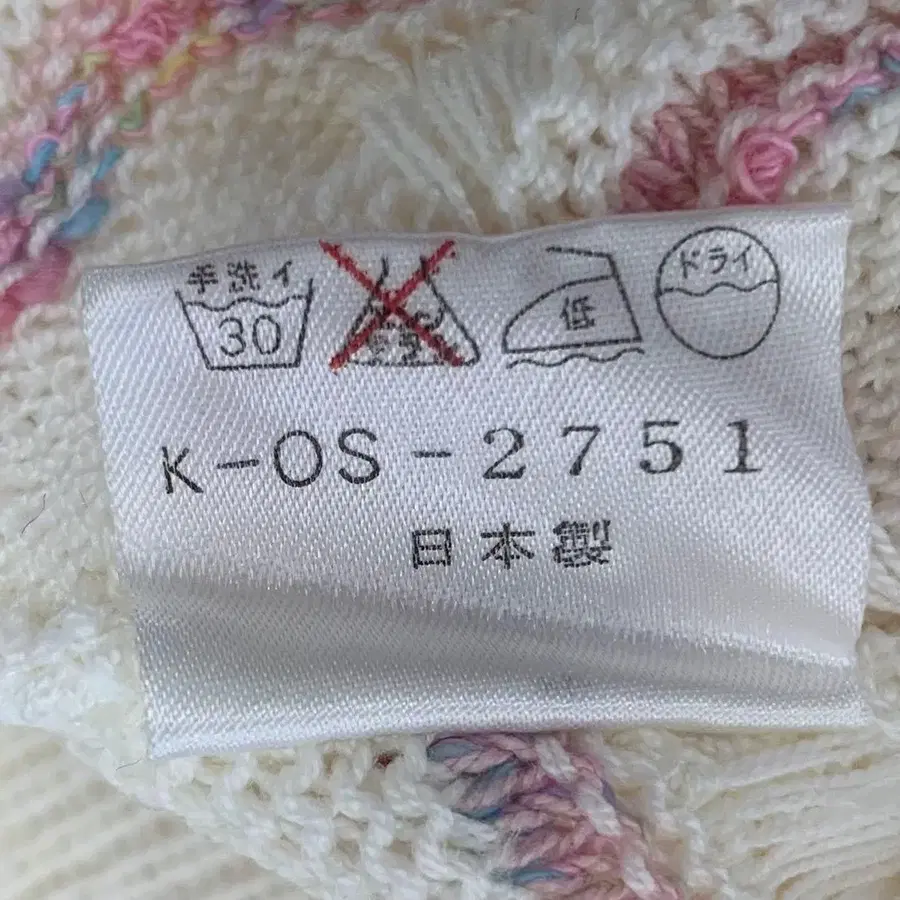 手洗イ 30 低 ドライ
K-OS-2751
日本製